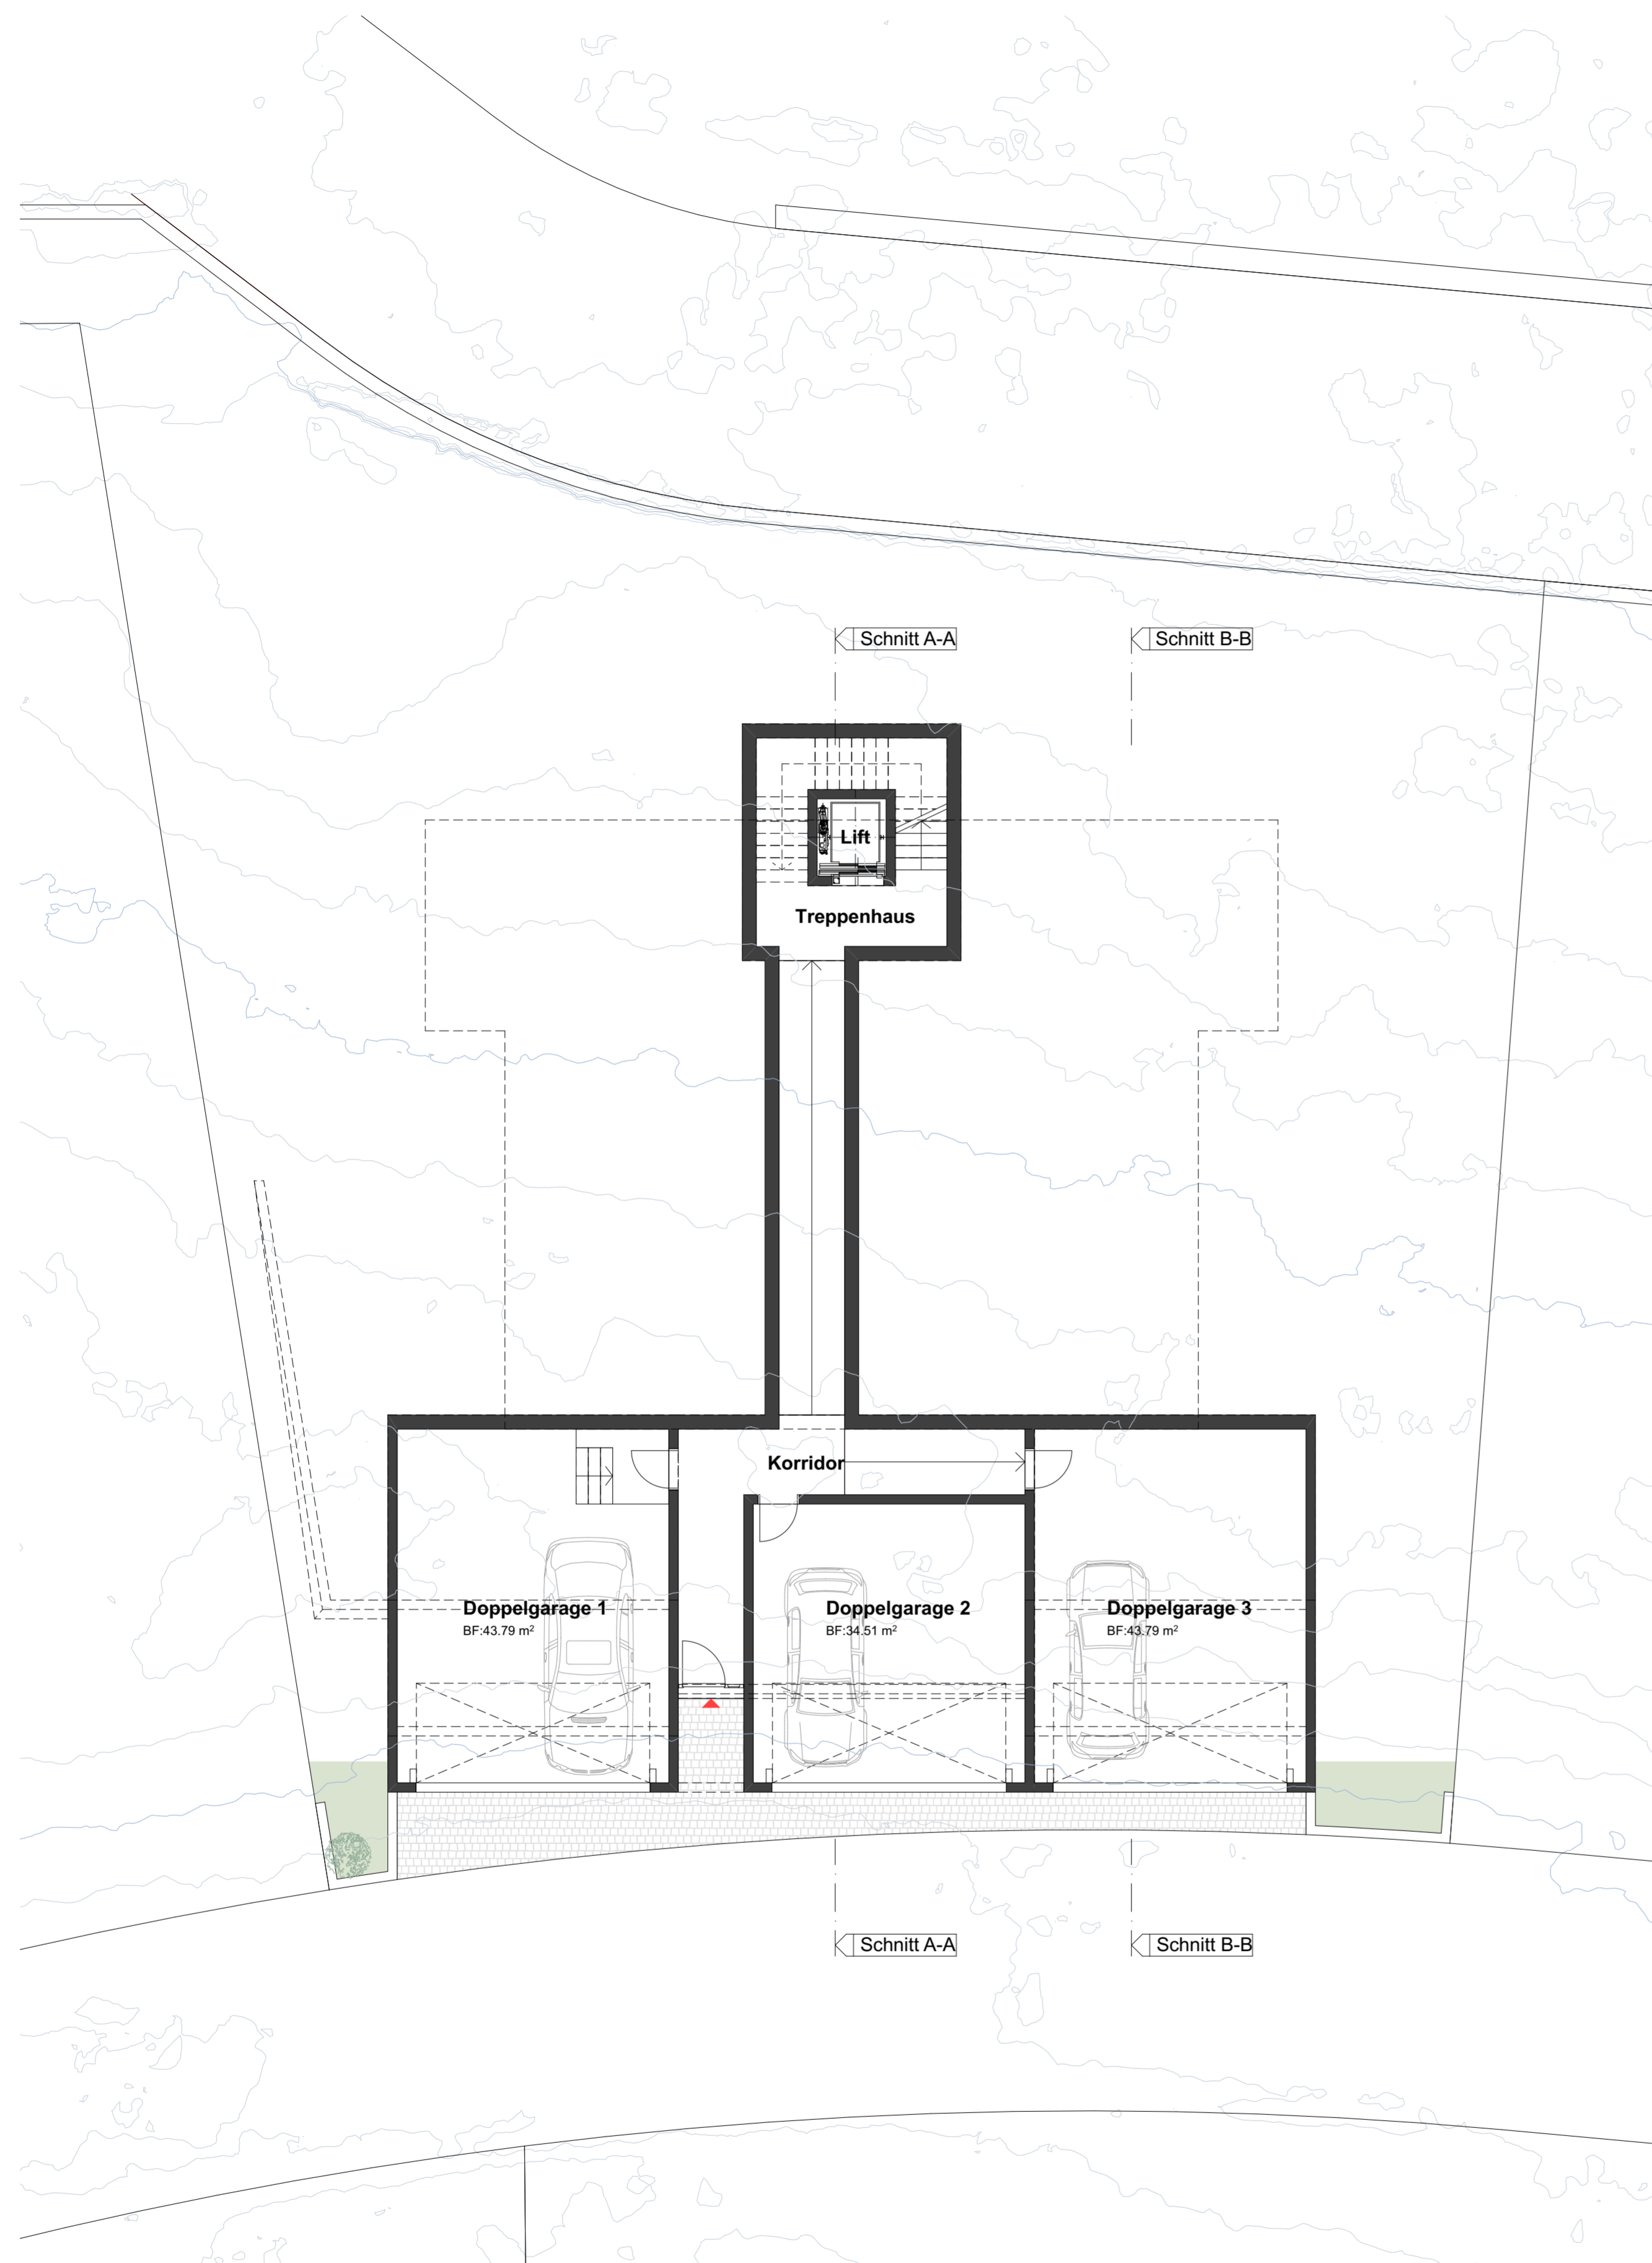 Schnitt A-A
Schnitt B-B
Lift
Treppenhaus
Korridor
Doppelgarage 1
BF:43.79 m²
Doppelgarage 2
BF:34.51 m²
Doppelgarage 3
BF:43.79 m²
Schnitt A-A
Schnitt B-B